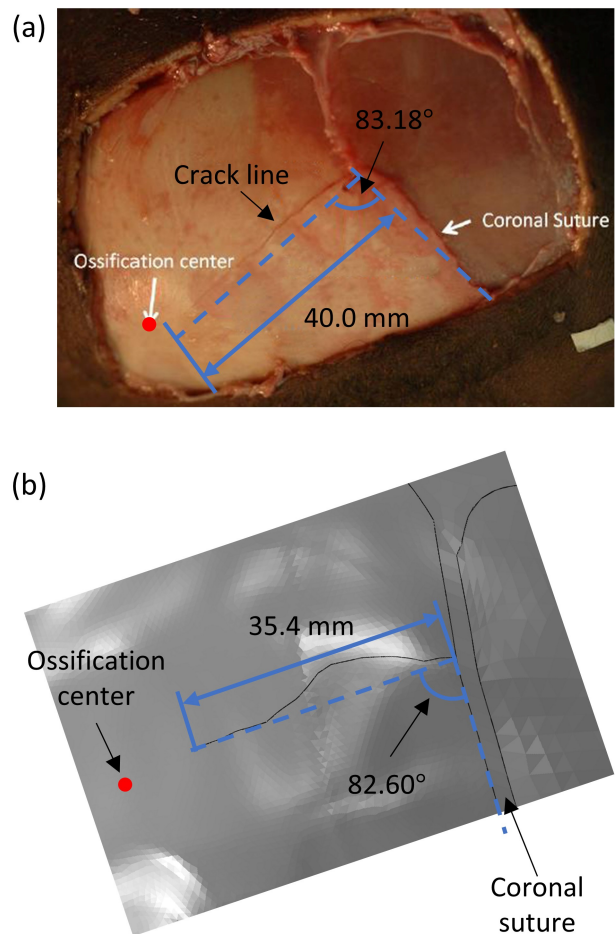 (a)
83.18°
Crack line
Coronal Suture
Ossification center
40.0 mm
(b)
35.4 mm
Ossification
center
82.60°
Coronal
suture